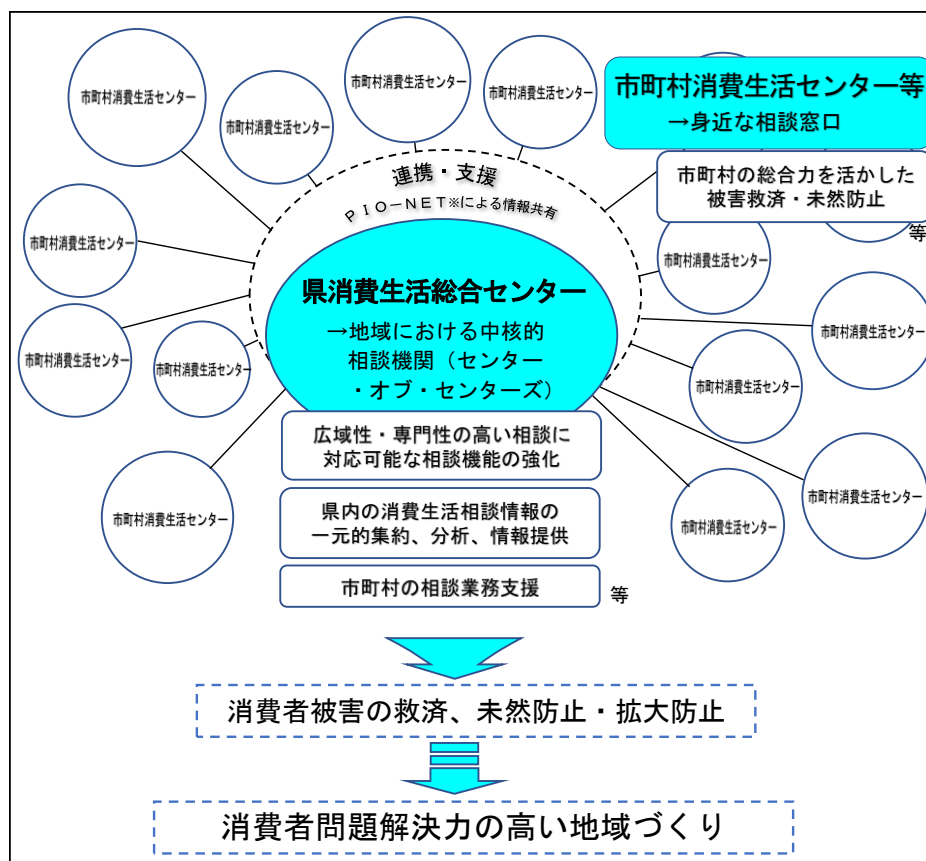 市町村消費生活センター
市町村消費生活センター
市町村消費生活センター
市町村消費生活センター
市町村消費生活センター等
→身近な相談窓口
市町村の総合力を活かした
被害救済・未然防止
等
連携・支援
PIO-NET※による情報共有
市町村消費生活センター
市町村消費生活センター
県消費生活総合センター
→地域における中核的
相談機関（センター
・オブ・センターズ）
市町村消費生活センター
市町村消費生活センター
市町村消費生活センター
市町村消費生活センター
広域性・専門性の高い相談に
対応可能な相談機能の強化
県内の消費生活相談情報の
一元的集約、分析、情報提供
市町村の相談業務支援
等
市町村消費生活センター
市町村消費生活センター
市町村消費生活センター
消費者被害の救済、未然防止・拡大防止
消費者問題解決力の高い地域づくり